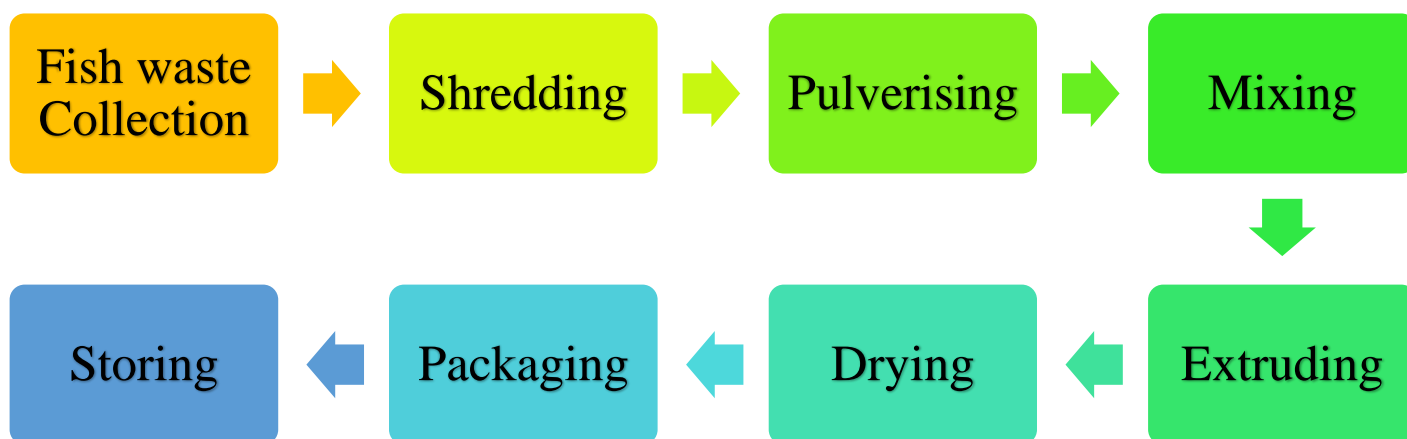 Fish waste
Collection
Shredding
Pulverising
Mixing
Extruding
Drying
Packaging
Storing